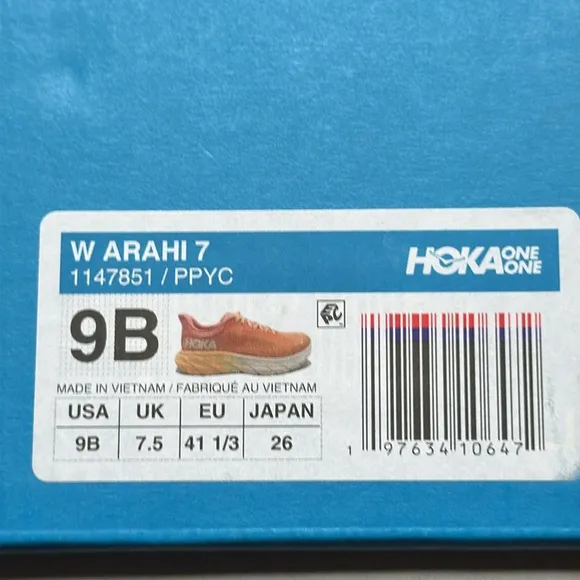 W ARAHI 7
1147851 / PPYC
HOKA ONE ONE
9B
HOKA
MADE IN VIETNAM / FABRIQUÉ AU VIETNAM
USA UK EU JAPAN
9B 7.5 41 1/3 26
1 97634 10647